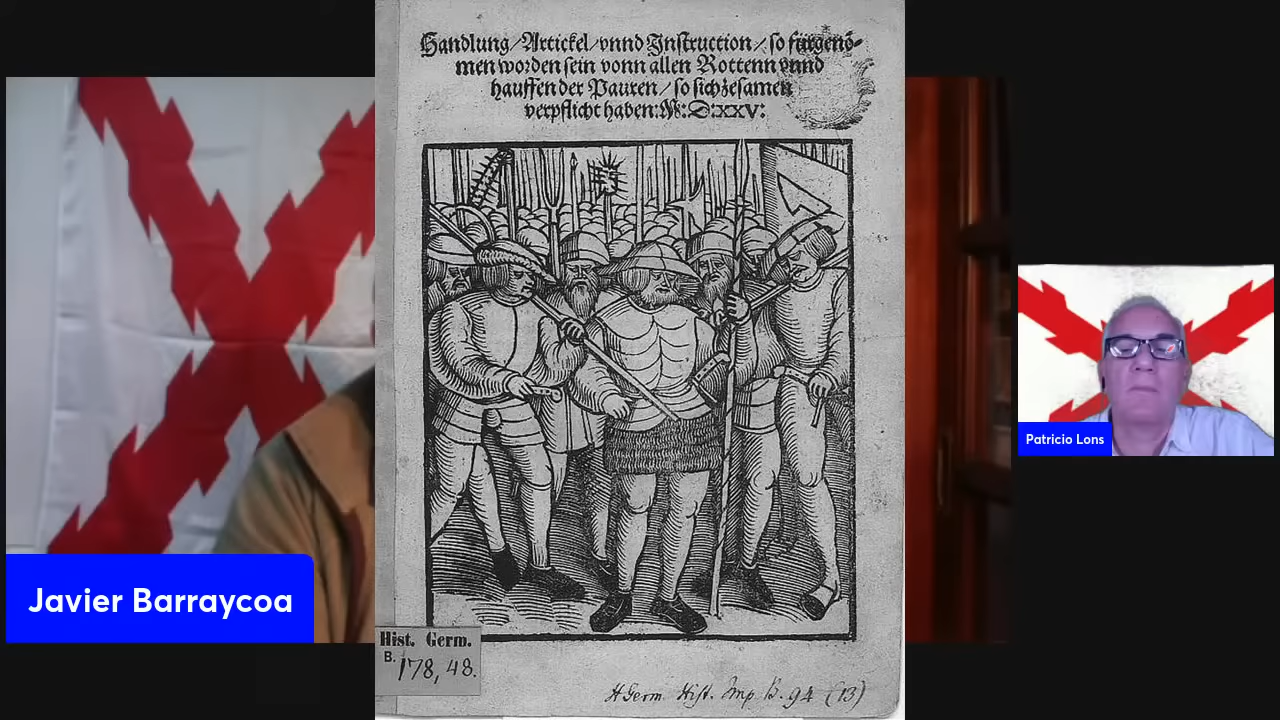 Handlung/Artickel/vnnd Instruction/so fürgenō-
men worden sein vonn allen Rottenn vnnd
hauffen der Pauren/so sich zesamen
verpflicht haben: M: D: xxv:
Javier Barraycoa
Patricio Lons
Hist. Germ.
B. 178, 48.
H Germ Hist. Imp B. 94 (13)